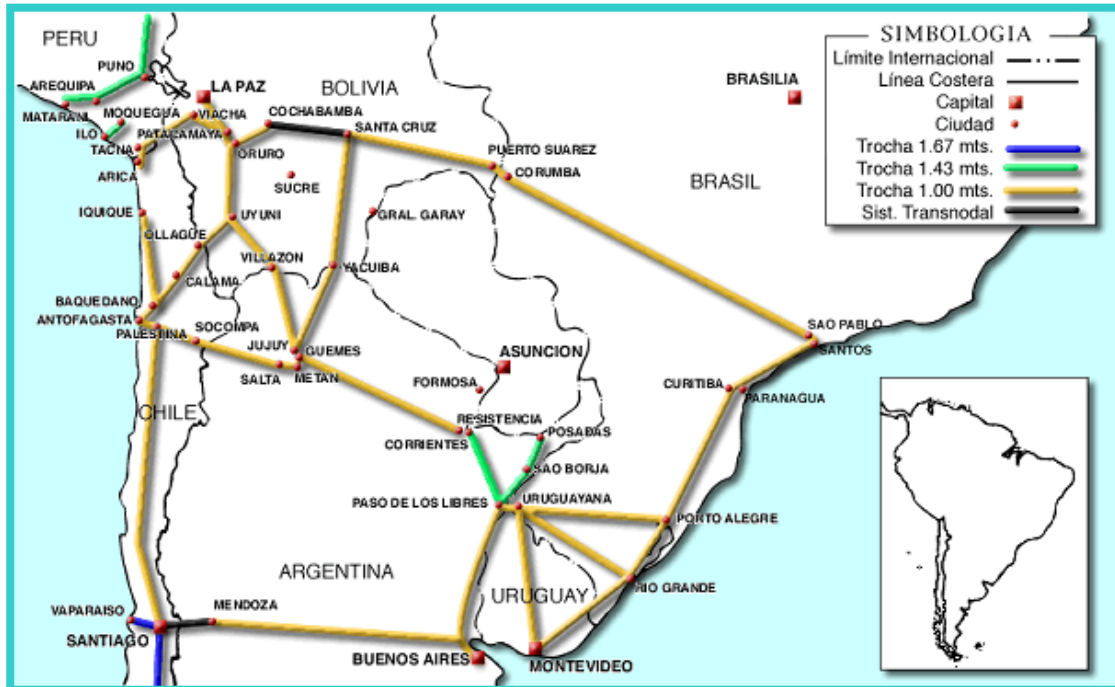 PERU
PUNO
AREQUIPA
MATARANI
MOQUEGUA
ILO
TACNA
ARICA
LA PAZ
VIACHA
PATACAMAYA
BOLIVIA
COCHABAMBA
ORURO
SANTA CRUZ
SUCRE
PUERTO SUAREZ
CORUMBA
BRASILIA
BRASIL
SIMBOLOGIA
Límite Internacional
Línea Costera
Capital
Ciudad
Trocha 1.67 mts.
Trocha 1.43 mts.
Trocha 1.00 mts.
Sist. Transnodal
IQUIQUE
UYUNI
GRAL. GARAY
OLLAGÜE
VILLAZON
YACUIBA
CALAMA
BAQUEDANO
ANTOFAGASTA
PALESTINA
SOCOMPA
JUJUY
GUEMES
SALTA
METAN
SAO PABLO
SANTOS
ASUNCION
FORMOSA
CURITIBA
PARANAGUA
CHILE
RESISTENCIA
CORRIENTES
POSADAS
SAO BORJA
PASO DE LOS LIBRES
URUGUAYANA
PORTO ALEGRE
ARGENTINA
URUGUAY
RIO GRANDE
VAPARAISO
MENDOZA
SANTIAGO
BUENOS AIRES
MONTEVIDEO